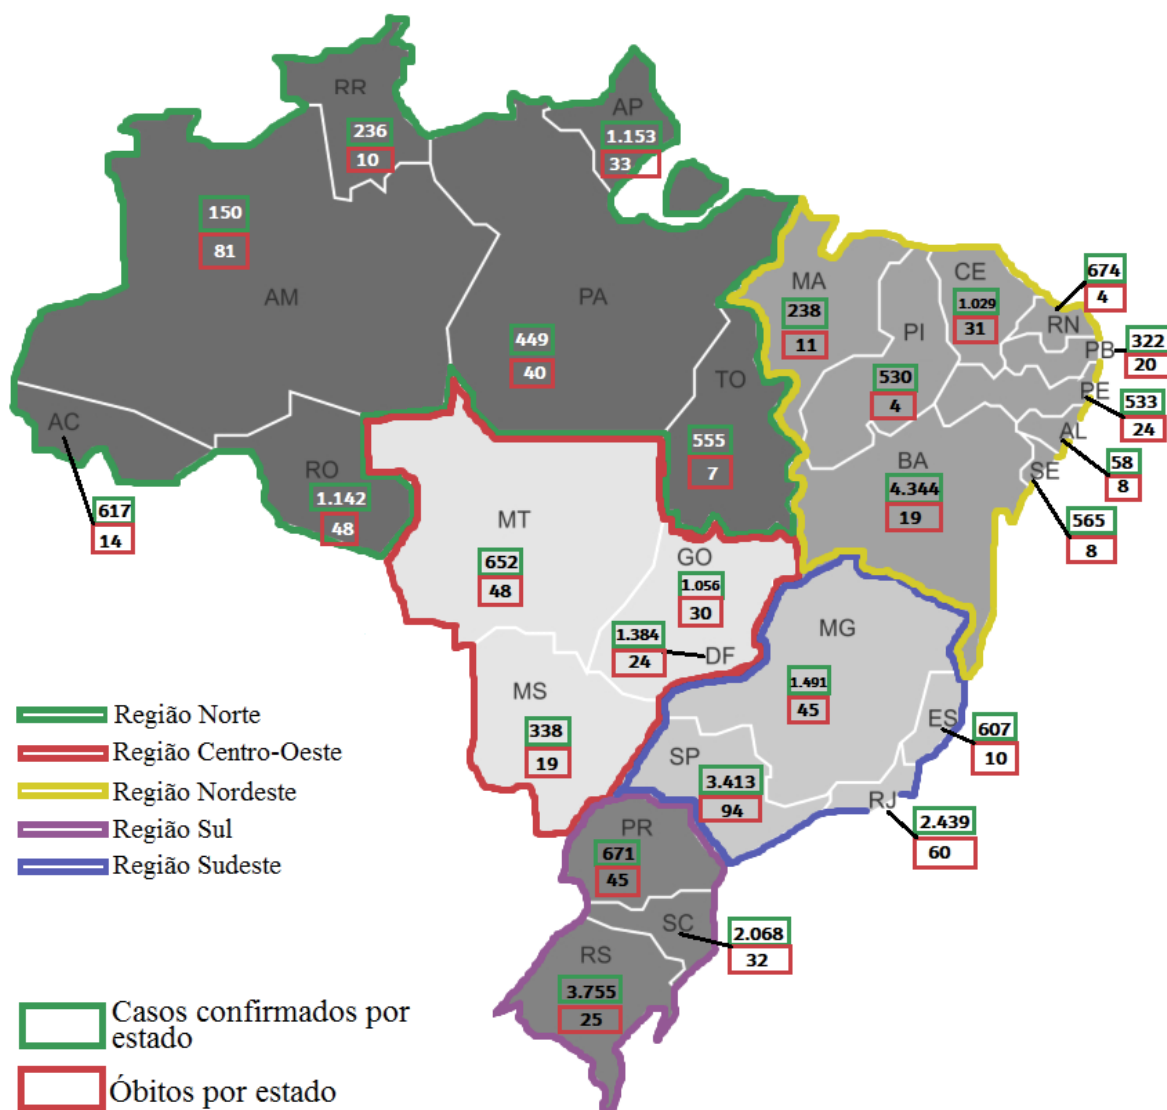 RR
236
10
AP
1.153
33
150
81
AM
PA
449
40
TO
555
7
AC
617
14
RO
1.142
48
MA
238
11
PI
530
4
CE
1.029
31
674
4
RN
PB
322
20
PE
533
24
AL
58
8
SE
565
8
BA
4.344
19
MT
652
48
GO
1.056
30
1.384
24
DF
MS
338
19
MG
1.491
45
ES
607
10
SP
3.413
94
RJ
2.439
60
PR
671
45
SC
2.068
32
RS
3.755
25
Região Norte
Região Centro-Oeste
Região Nordeste
Região Sul
Região Sudeste
Casos confirmados por
estado
Óbitos por estado